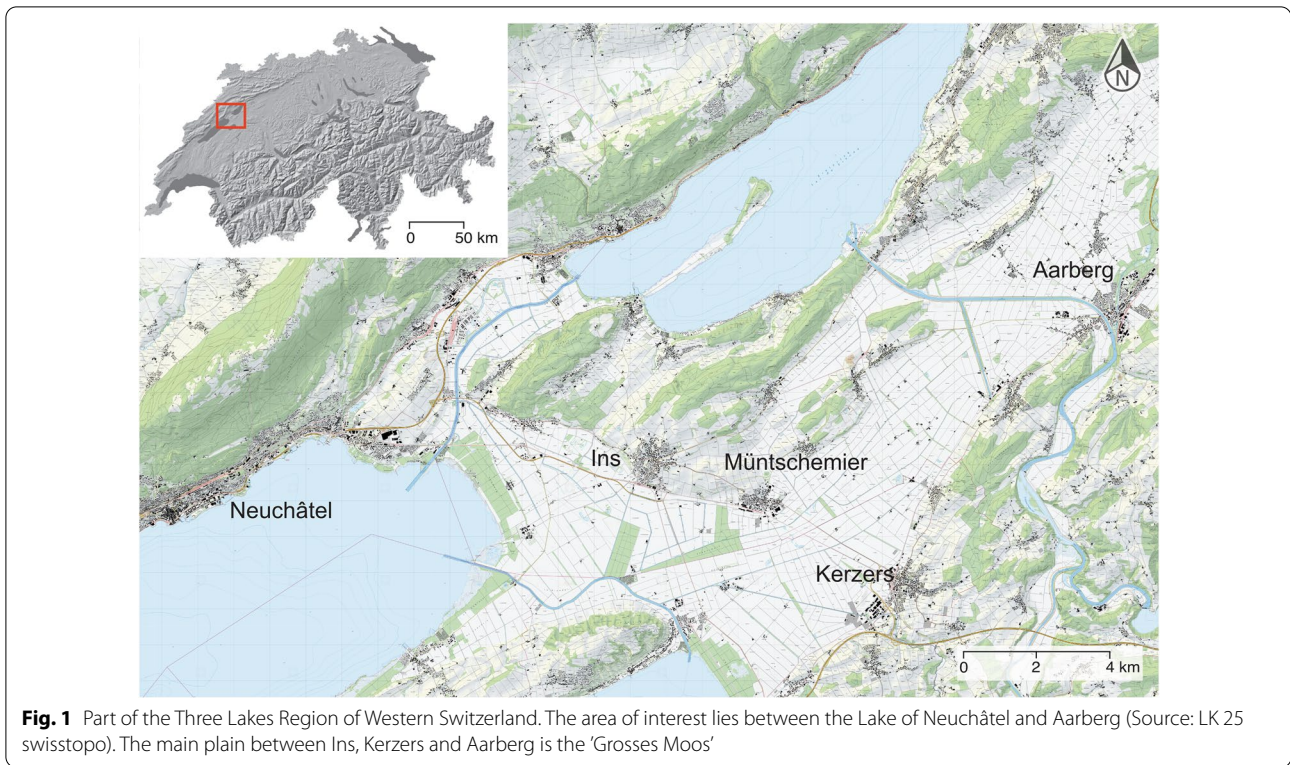 N
0 50 km
Aarberg
Ins
Müntschemier
Neuchâtel
Kerzers
0 2 4 km
Fig. 1 Part of the Three Lakes Region of Western Switzerland. The area of interest lies between the Lake of Neuchâtel and Aarberg (Source: LK 25
swisstopo). The main plain between Ins, Kerzers and Aarberg is the ’Grosses Moos’